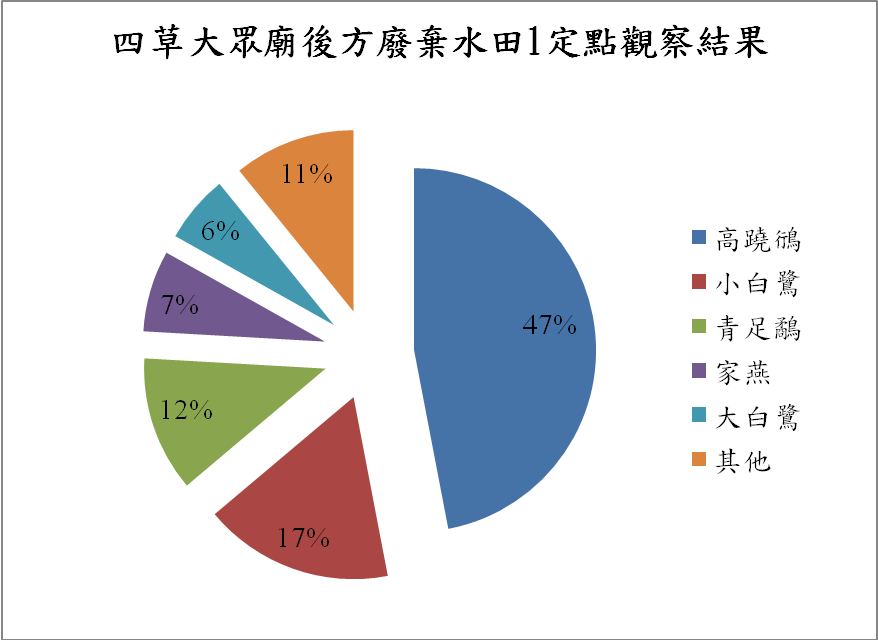 四草大眾廟後方廢棄水田1定點觀察結果
11%
6%
7%
47%
12%
17%
高蹺鴴
小白鷺
青足鷸
家燕
大白鷺
其他